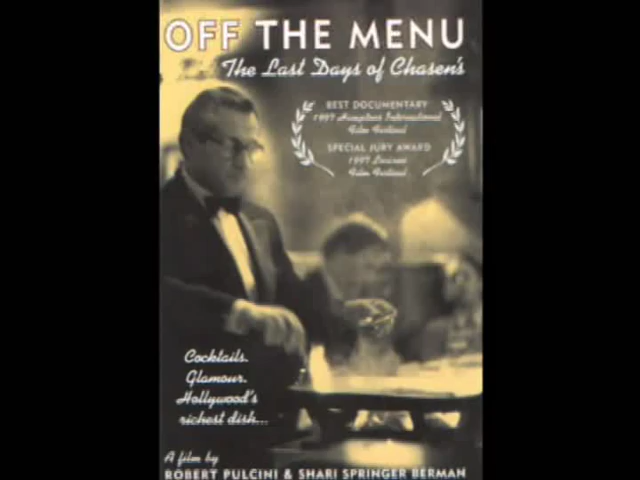 OFF THE MENU
The Last Days of Chasen's
BEST DOCUMENTARY
1997 Hamptons International
Film Festival
SPECIAL JURY AWARD
1997
Film Festival
Cocktails.
Glamour.
Hollywood's
richest dish...
A film by
ROBERT PULCINI & SHARI SPRINGER BERMAN